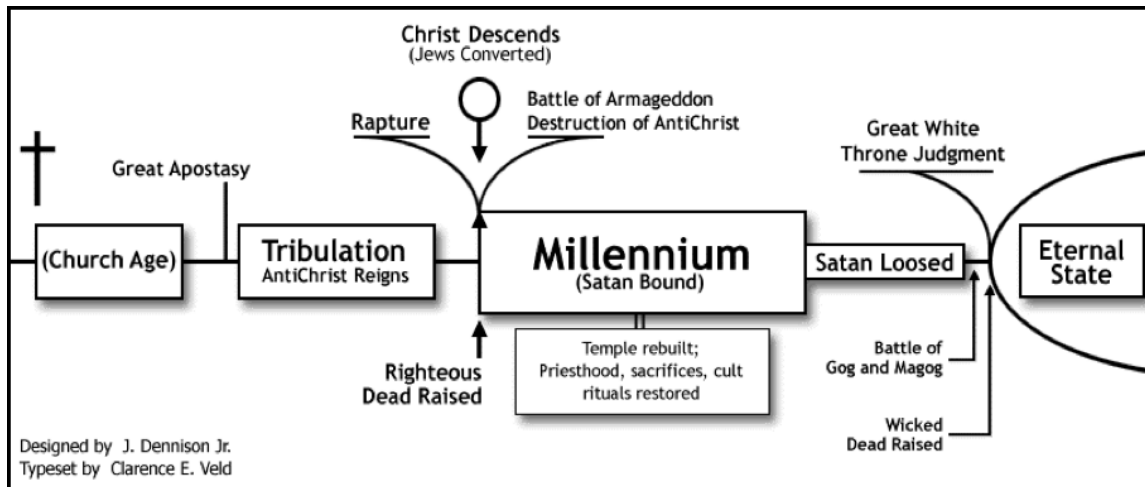 Christ Descends
(Jews Converted)
Rapture
Battle of Armageddon
Destruction of AntiChrist
Great White
Throne Judgment
Great Apostasy
(Church Age)
Tribulation
AntiChrist Reigns
Millennium
(Satan Bound)
Satan Loosed
Eternal
State
Temple rebuilt;
Priesthood, sacrifices, cult
rituals restored
Righteous
Dead Raised
Battle of
Gog and Magog
Wicked
Dead Raised
Designed by J. Dennison Jr.
Typeset by Clarence E. Veld